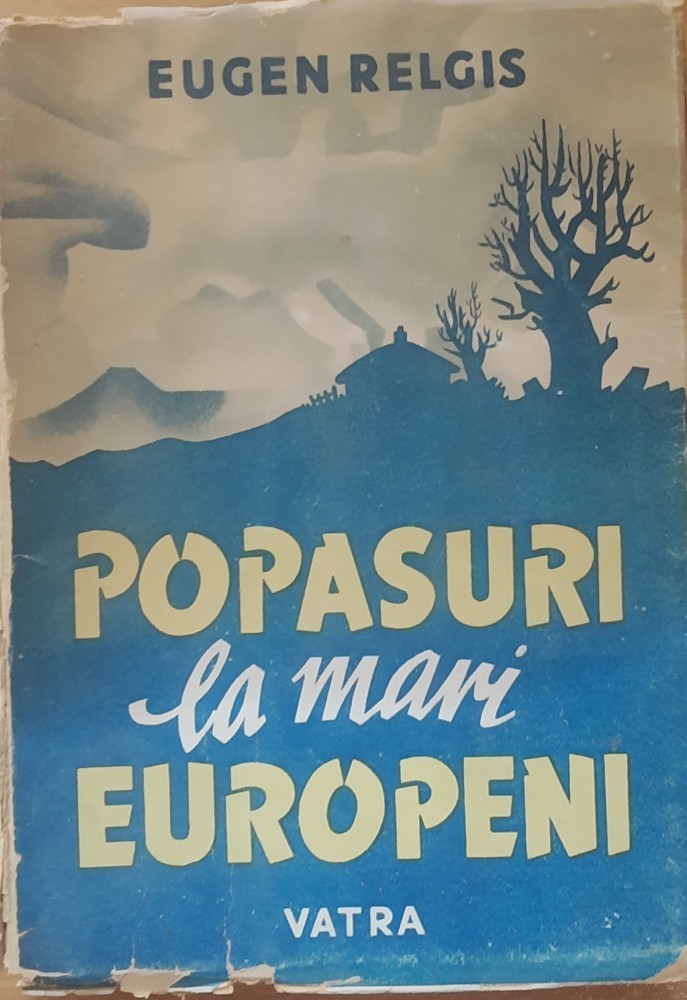 EUGEN RELGIS
POPASURI
la mari
EUROPENI
VATRA